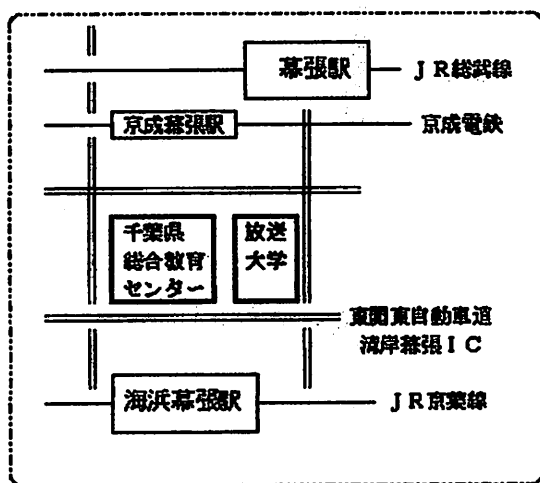 幕張駅
JR総武線
京成幕張駅
京成電鉄
千葉県
総合教育
センター
放送
大学
東関東自動車道
湾岸幕張IC
海浜幕張駅
JR京葉線